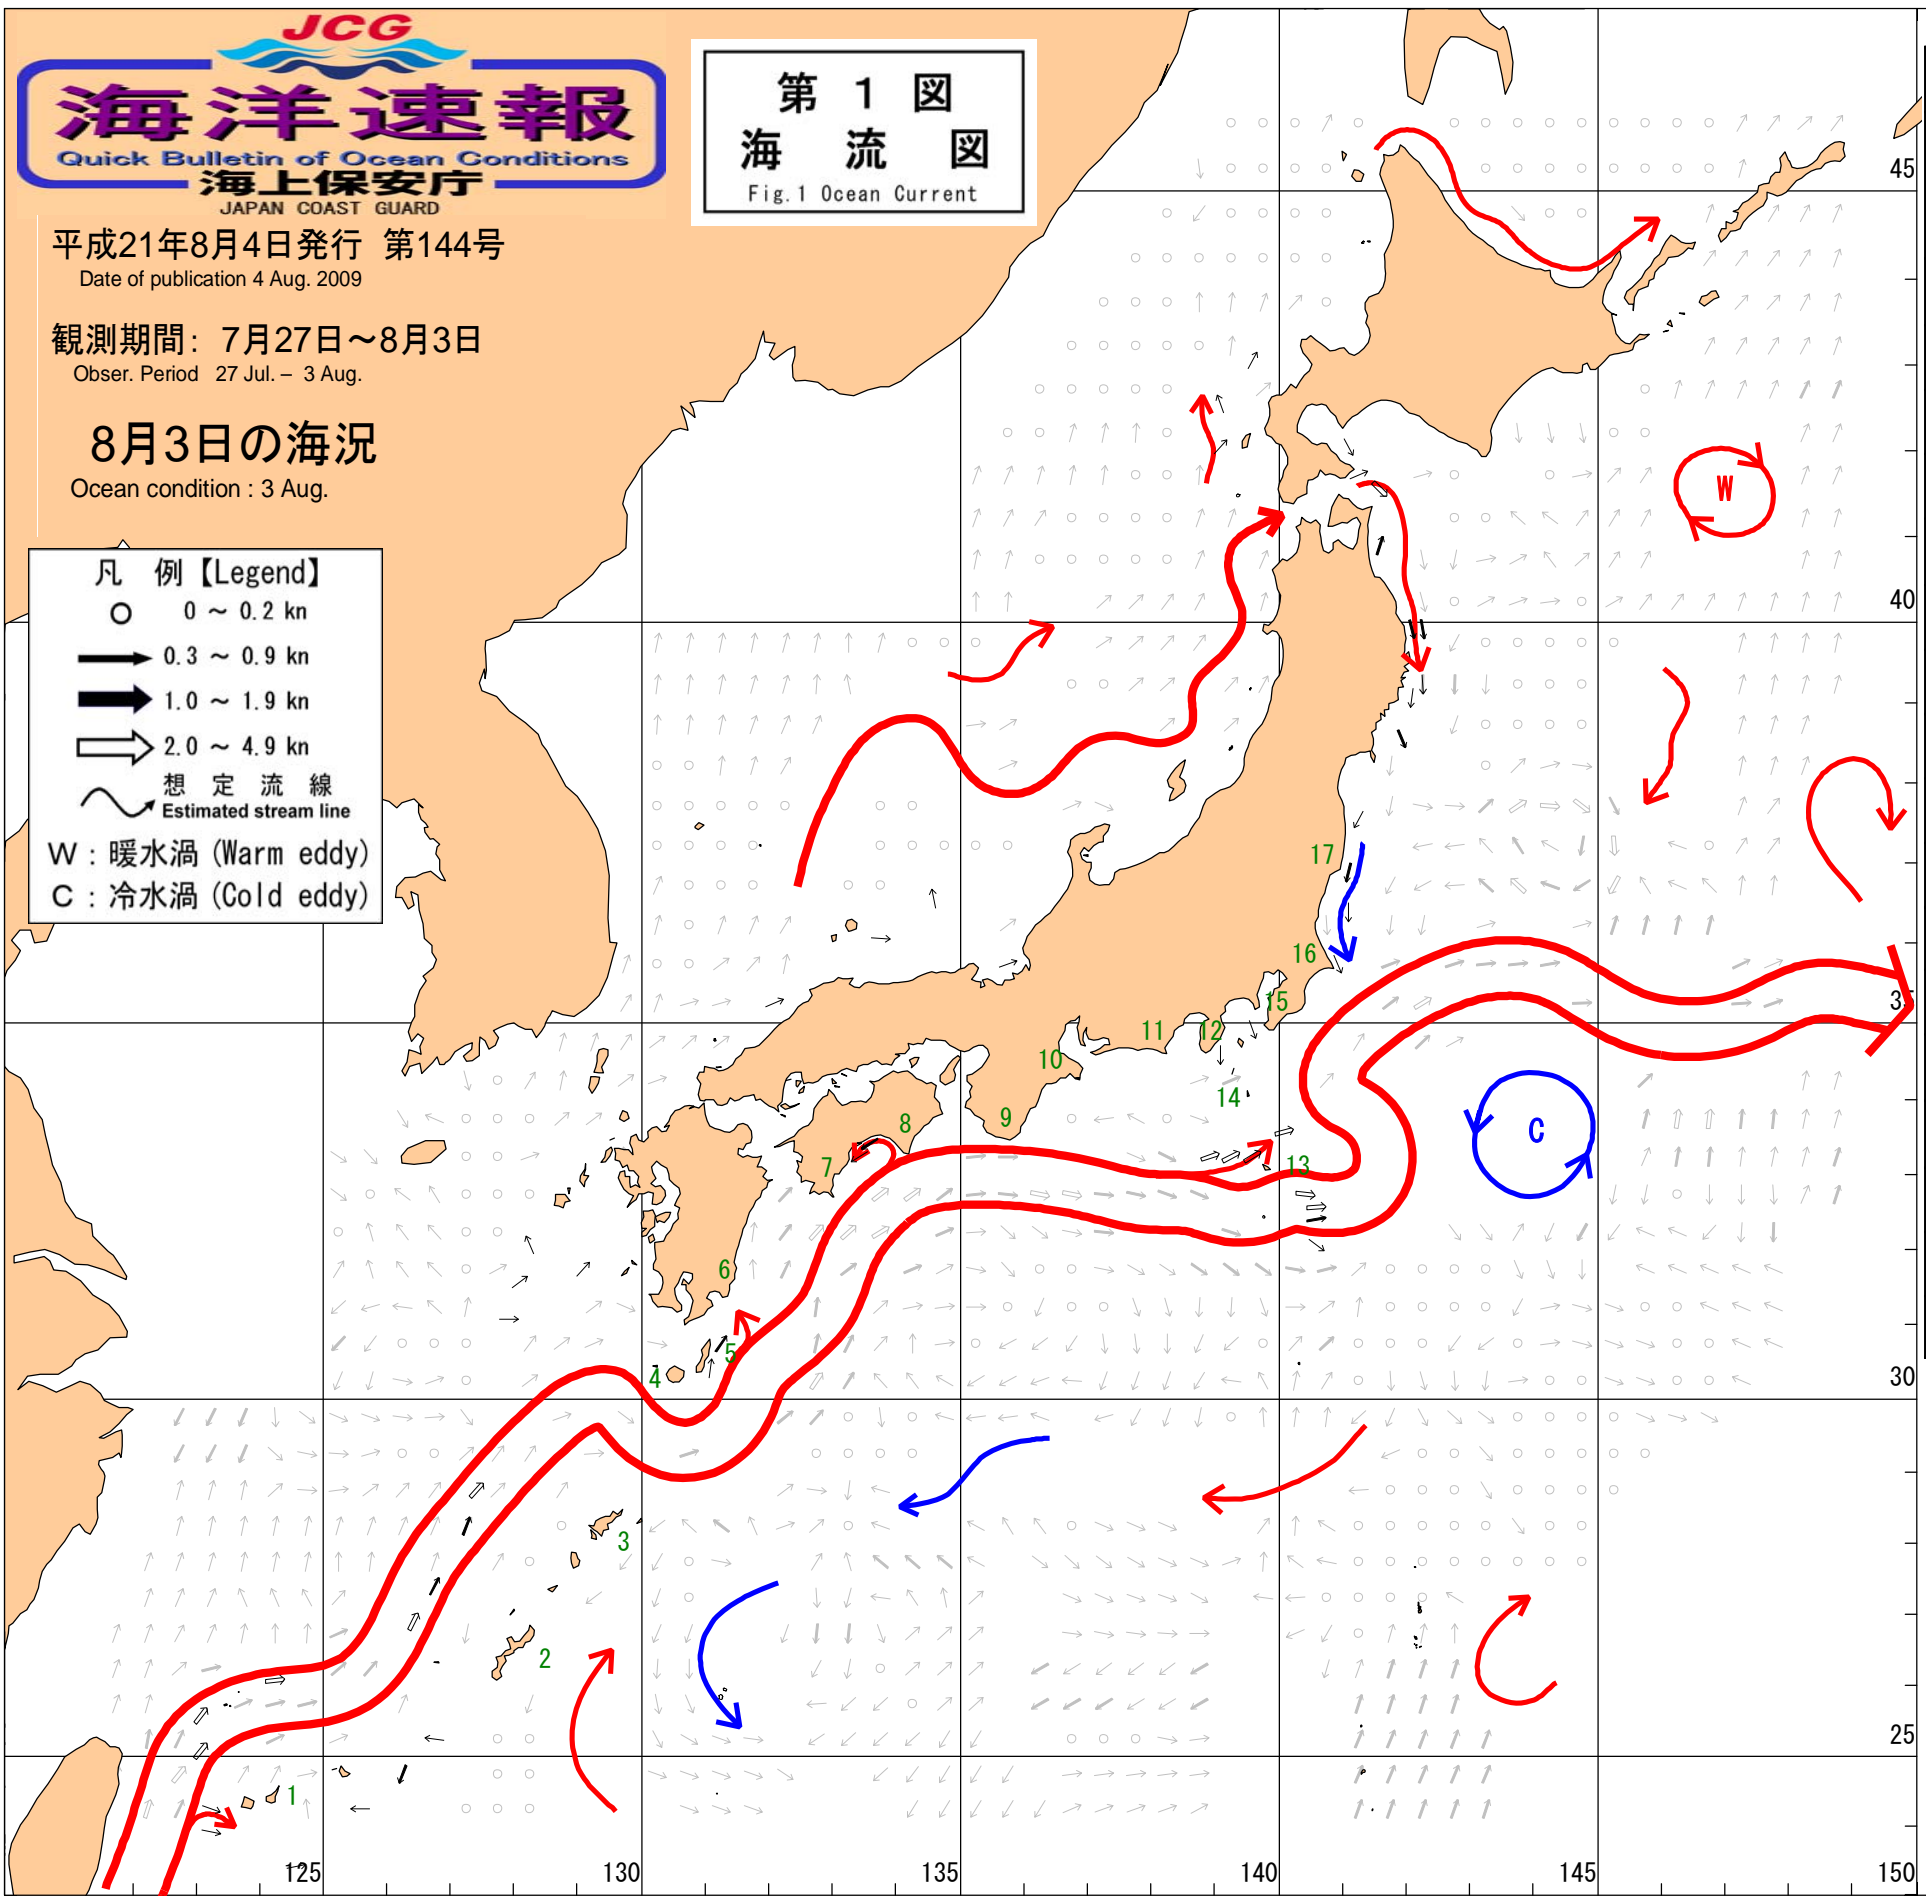 JCG
海洋速報
Quick Bulletin of Ocean Conditions
海上保安庁
JAPAN COAST GUARD
第 1 図
海 流 図
Fig.1 Ocean Current
平成21年8月4日発行 第144号
Date of publication 4 Aug. 2009
観測期間: 7月27日～8月3日
Obser. Period 27 Jul. – 3 Aug.
8月3日の海況
Ocean condition : 3 Aug.
凡 例【Legend】
0 ～ 0.2 kn
0.3 ～ 0.9 kn
1.0 ～ 1.9 kn
2.0 ～ 4.9 kn
想 定 流 線
Estimated stream line
W : 暖水渦 (Warm eddy)
C : 冷水渦 (Cold eddy)
45
W
40
17
16
35
15
12
11
10
14
9
8
C
7
13
6
5
4
30
3
2
25
1
125
130
135
140
145
150